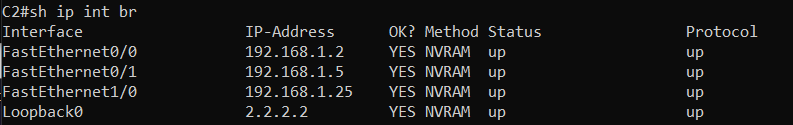 C2#sh ip int br
Interface IP-Address OK? Method Status Protocol
FastEthernet0/0 192.168.1.2 YES NVRAM up up
FastEthernet0/1 192.168.1.5 YES NVRAM up up
FastEthernet1/0 192.168.1.25 YES NVRAM up up
Loopback0 2.2.2.2 YES NVRAM up up